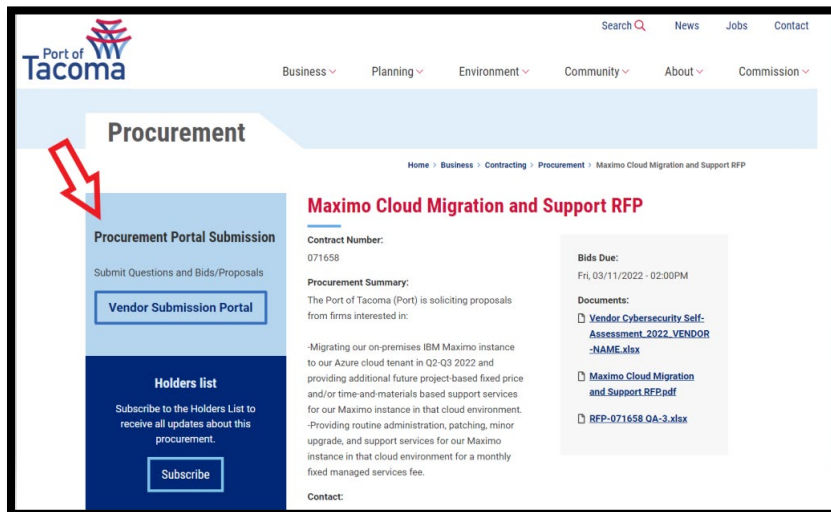 Port of
Tacoma
Search
News
Jobs
Contact
Business
Planning
Environment
Community
About
Commission
Procurement
Home > Business > Contracting > Procurement > Maximo Cloud Migration and Support RFP
Procurement Portal Submission
Submit Questions and Bids/Proposals
Vendor Submission Portal
Holders list
Subscribe to the Holders List to
receive all updates about this
procurement.
Subscribe
Maximo Cloud Migration and Support RFP
Contract Number:
071658
Procurement Summary:
The Port of Tacoma (Port) is soliciting proposals
from firms interested in:
-Migrating our on-premises IBM Maximo instance
to our Azure cloud tenant in Q2-Q3 2022 and
providing additional future project-based fixed price
and/or time-and-materials based support services
for our Maximo instance in that cloud environment.
-Providing routine administration, patching, minor
upgrade, and support services for our Maximo
instance in that cloud environment for a monthly
fixed managed services fee.
Contact:
Bids Due:
Fri, 03/11/2022 - 02:00PM
Documents:
Vendor Cybersecurity Self-
Assessment_2022_VENDOR
-NAME.xlsx
Maximo Cloud Migration
and Support RFP.pdf
RFP-071658 QA-3.xlsx